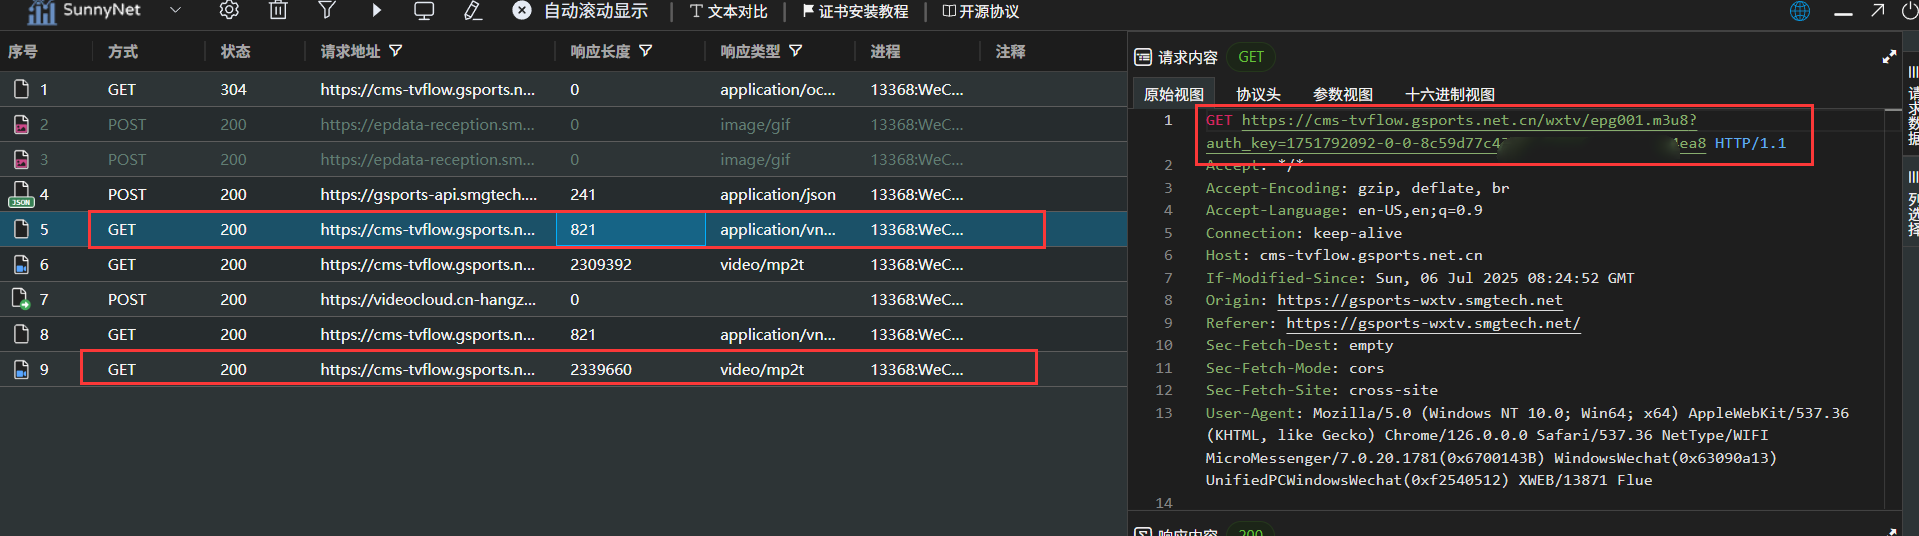 SunnyNet 自动滚动显示 文本对比 证书安装教程 开源协议
序号 方式 状态 请求地址 响应长度 响应类型 进程 注释
1 GET 304 https://cms-tvflow.gsports.n... 0 application/oc... 13368:WeC...
2 POST 200 https://epdata-reception.sm... 0 image/gif 13368:WeC...
3 POST 200 https://epdata-reception.sm... 0 image/gif 13368:WeC...
JSON 4 POST 200 https://gsports-api.smgtech.... 241 application/json 13368:WeC...
5 GET 200 https://cms-tvflow.gsports.n... 821 application/vn... 13368:WeC...
6 GET 200 https://cms-tvflow.gsports.n... 2309392 video/mp2t 13368:WeC...
7 POST 200 https://videocloud.cn-hangz... 0 13368:WeC...
8 GET 200 https://cms-tvflow.gsports.n... 821 application/vn... 13368:WeC...
9 GET 200 https://cms-tvflow.gsports.n... 2339660 video/mp2t 13368:WeC...
请求内容 GET
原始视图 协议头 参数视图 十六进制视图
1 GET https://cms-tvflow.gsports.net.cn/wxtv/epg001.m3u8?
auth_key=1751792092-0-0-8c59d77c4 ea8 HTTP/1.1
2 Accept: */*
3 Accept-Encoding: gzip, deflate, br
4 Accept-Language: en-US,en;q=0.9
5 Connection: keep-alive
6 Host: cms-tvflow.gsports.net.cn
7 If-Modified-Since: Sun, 06 Jul 2025 08:24:52 GMT
8 Origin: https://gsports-wxtv.smgtech.net
9 Referer: https://gsports-wxtv.smgtech.net/
10 Sec-Fetch-Dest: empty
11 Sec-Fetch-Mode: cors
12 Sec-Fetch-Site: cross-site
13 User-Agent: Mozilla/5.0 (Windows NT 10.0; Win64; x64) AppleWebKit/537.36
(KHTML, like Gecko) Chrome/126.0.0.0 Safari/537.36 NetType/WIFI
MicroMessenger/7.0.20.1781(0x6700143B) WindowsWechat(0x63090a13)
UnifiedPCWindowsWechat(0xf2540512) XWEB/13871 Flue
14
响应内容 200
请求数据
列选择